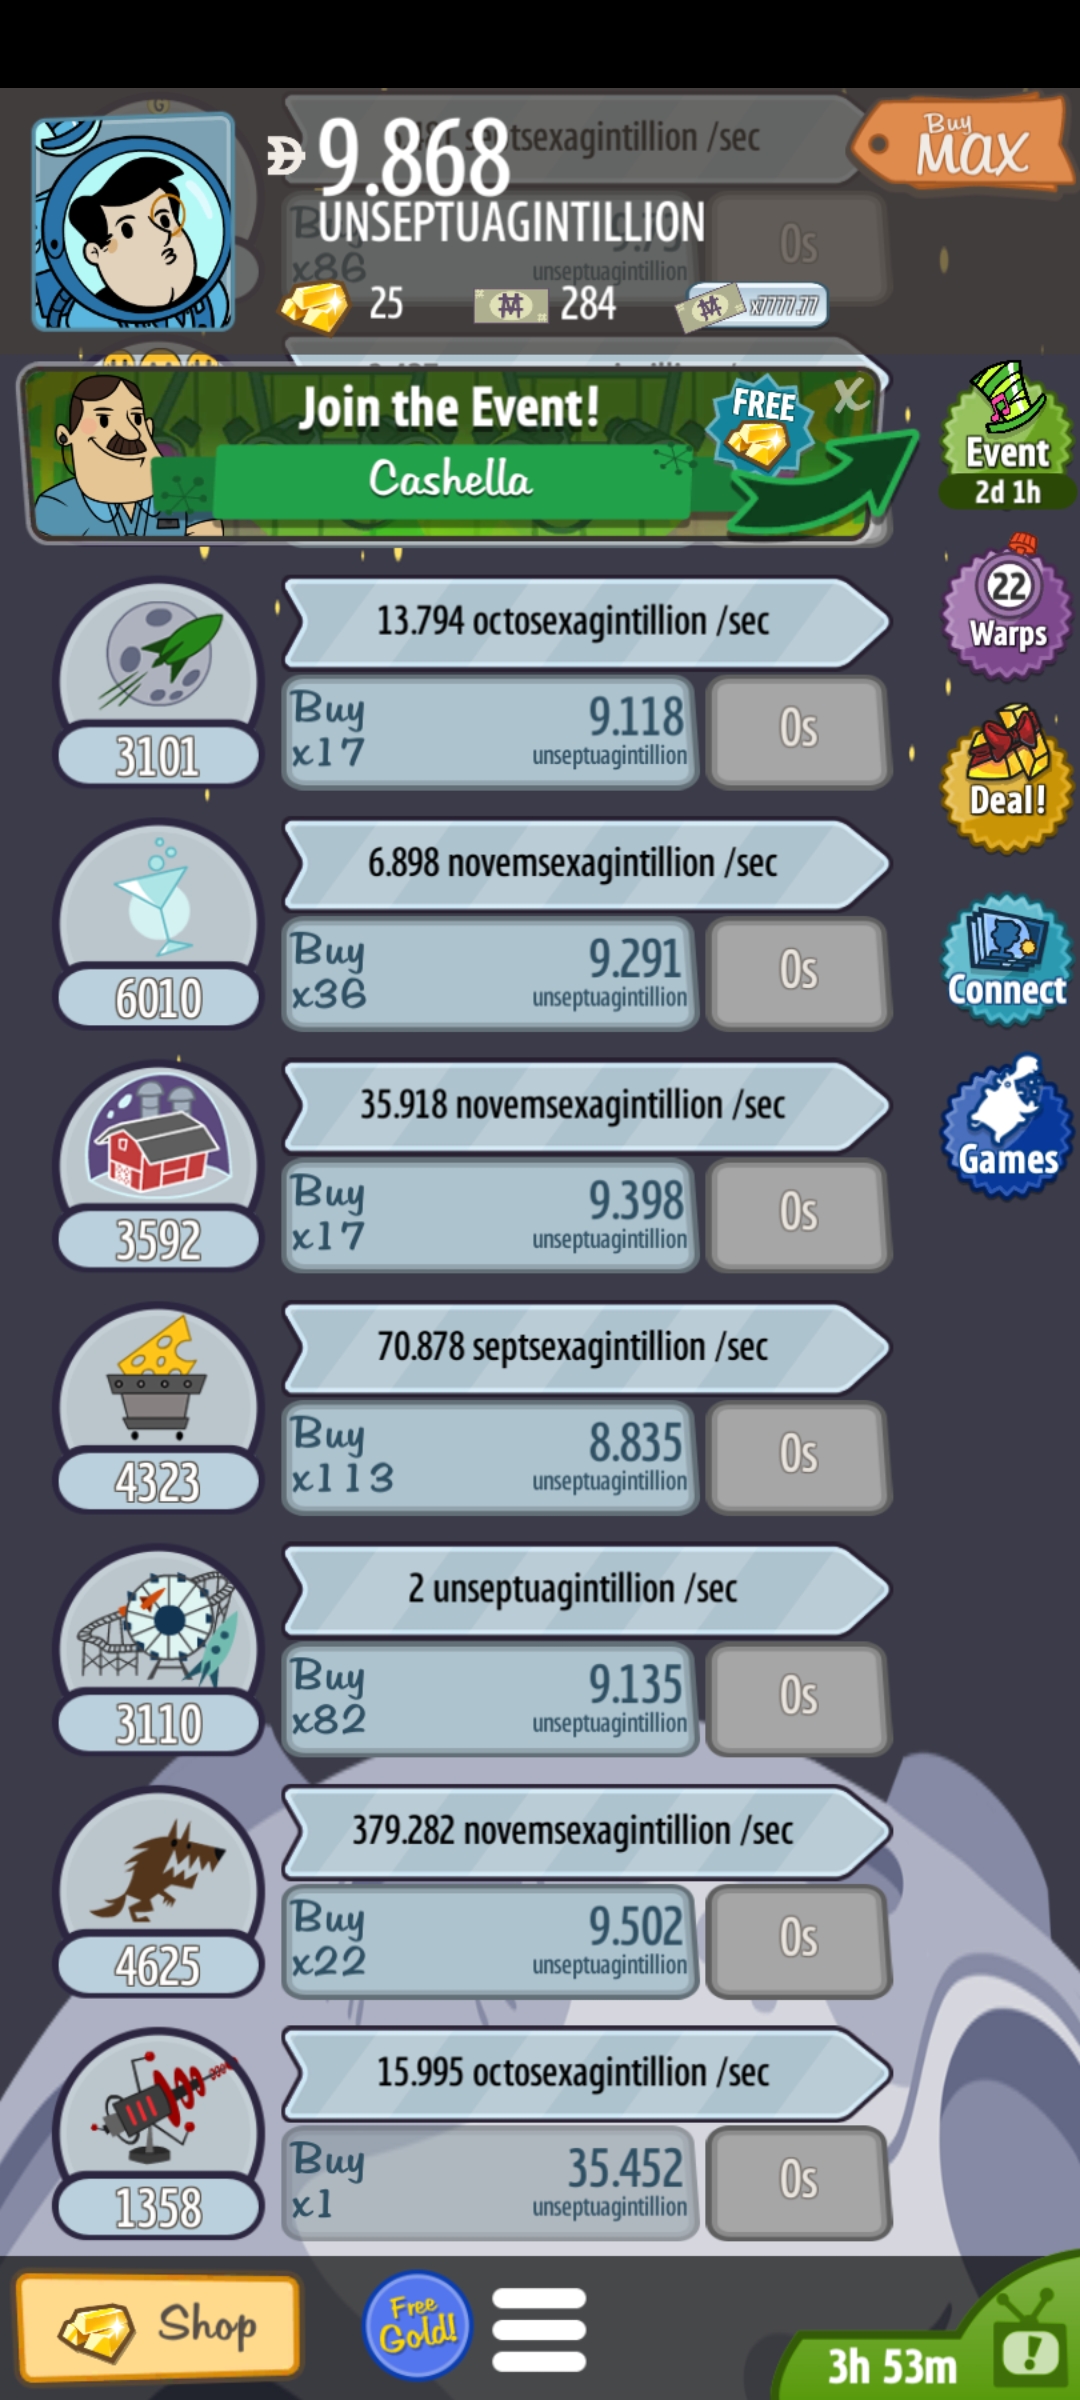 septsexagintillion /sec
Buy
MAX
9.868
UNSEPTUAGINTILLION
Buy
x86
unseptuagintillion
0s
25
284
x7777.77
Join the Event!
FREE
X
Cashella
Event
2d 1h
13.794 octosexagintillion /sec
22
Warps
Buy
x17
9.118
unseptuagintillion
0s
3101
Deal!
6.898 novemsexagintillion /sec
Buy
x36
9.291
unseptuagintillion
0s
6010
Connect
35.918 novemsexagintillion /sec
Games
Buy
x17
9.398
unseptuagintillion
0s
3592
70.878 septsexagintillion /sec
Buy
x113
8.835
unseptuagintillion
0s
4323
2 unseptuagintillion /sec
Buy
x82
9.135
unseptuagintillion
0s
3110
379.282 novemsexagintillion /sec
Buy
x22
9.502
unseptuagintillion
0s
4625
15.995 octosexagintillion /sec
Buy
x1
35.452
unseptuagintillion
0s
1358
Shop
Free
Gold!
3h 53m
!